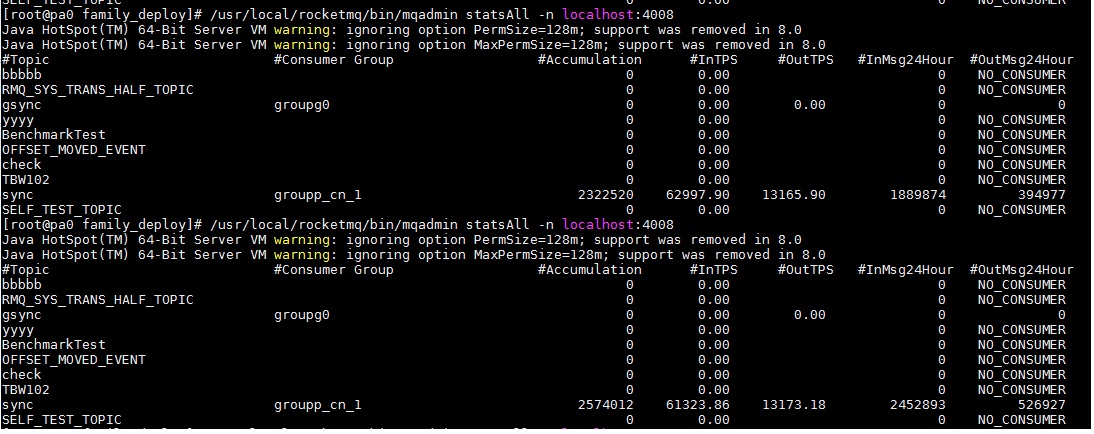 [root@pa0 family_deploy]# /usr/local/rocketmq/bin/mqadmin statsAll -n localhost:4008
Java HotSpot(TM) 64-Bit Server VM warning: ignoring option PermSize=128m; support was removed in 8.0
Java HotSpot(TM) 64-Bit Server VM warning: ignoring option MaxPermSize=128m; support was removed in 8.0
#Topic #Consumer Group #Accumulation #InTPS #OutTPS #InMsg24Hour #OutMsg24Hour
bbbbb 0 0.00 0 NO_CONSUMER
RMQ_SYS_TRANS_HALF_TOPIC 0 0.00 0 NO_CONSUMER
gsync groupg0 0 0.00 0.00 0 0
yyyy 0 0.00 0 NO_CONSUMER
BenchmarkTest 0 0.00 0 NO_CONSUMER
OFFSET_MOVED_EVENT 0 0.00 0 NO_CONSUMER
check 0 0.00 0 NO_CONSUMER
TBW102 0 0.00 0 NO_CONSUMER
sync groupp_cn_1 2322520 62997.90 13165.90 1889874 394977
SELF_TEST_TOPIC 0 0.00 0 NO_CONSUMER
[root@pa0 family_deploy]# /usr/local/rocketmq/bin/mqadmin statsAll -n localhost:4008
Java HotSpot(TM) 64-Bit Server VM warning: ignoring option PermSize=128m; support was removed in 8.0
Java HotSpot(TM) 64-Bit Server VM warning: ignoring option MaxPermSize=128m; support was removed in 8.0
#Topic #Consumer Group #Accumulation #InTPS #OutTPS #InMsg24Hour #OutMsg24Hour
bbbbb 0 0.00 0 NO_CONSUMER
RMQ_SYS_TRANS_HALF_TOPIC 0 0.00 0 NO_CONSUMER
gsync groupg0 0 0.00 0.00 0 0
yyyy 0 0.00 0 NO_CONSUMER
BenchmarkTest 0 0.00 0 NO_CONSUMER
OFFSET_MOVED_EVENT 0 0.00 0 NO_CONSUMER
check 0 0.00 0 NO_CONSUMER
TBW102 0 0.00 0 NO_CONSUMER
sync groupp_cn_1 2574012 61323.86 13173.18 2452893 526927
SELF_TEST_TOPIC 0 0.00 0 NO_CONSUMER